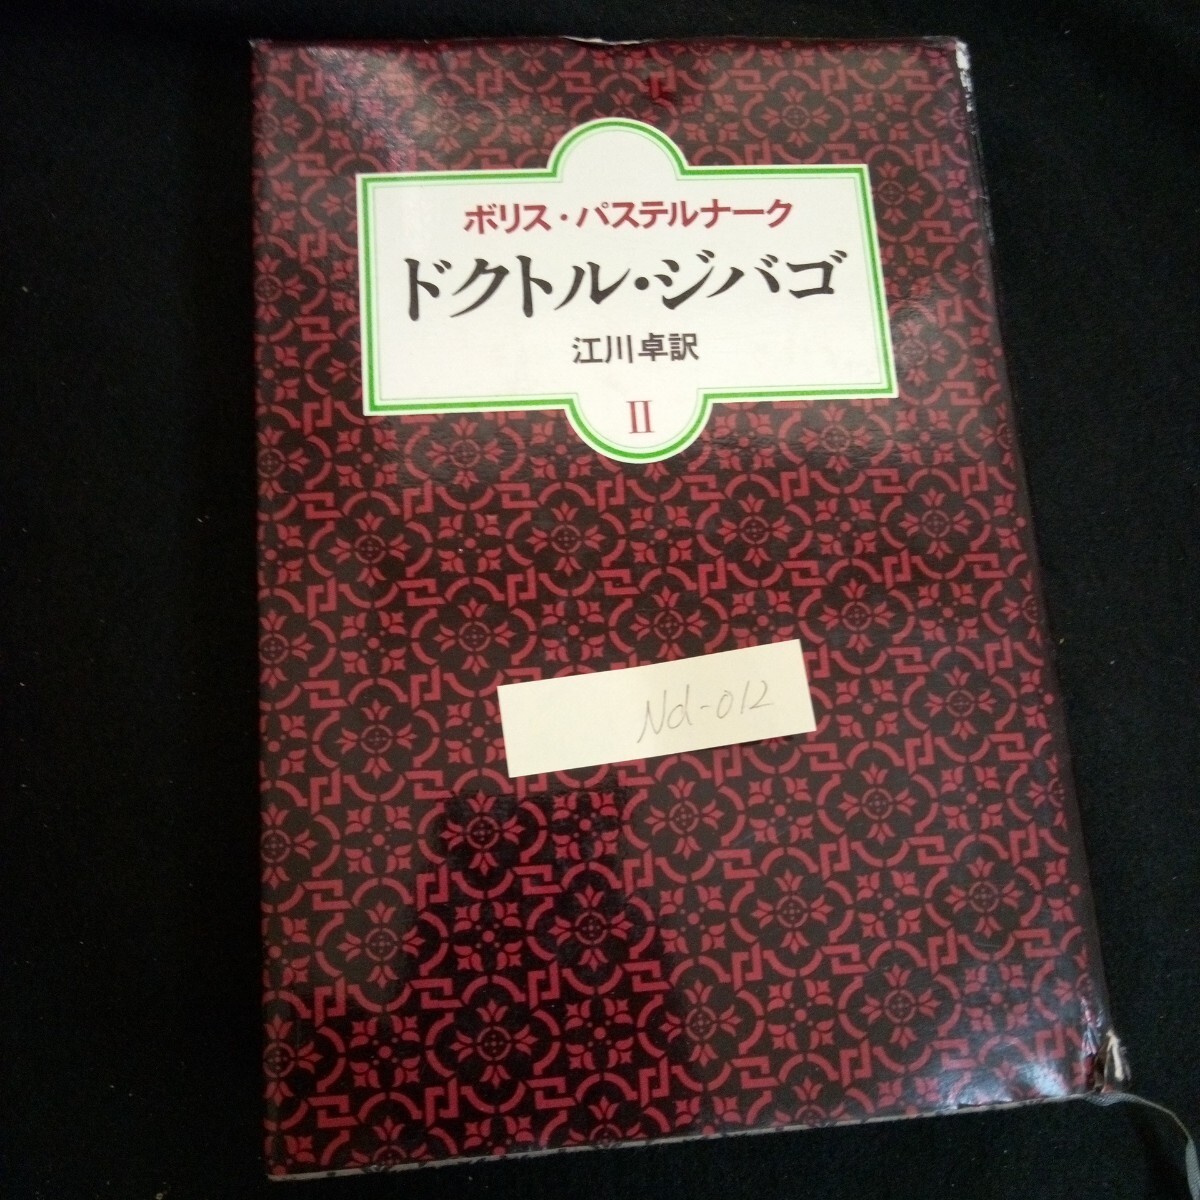 ボリス・パステルナーク
ドクトル・ジバゴ
江川卓訳
II
Nd-012